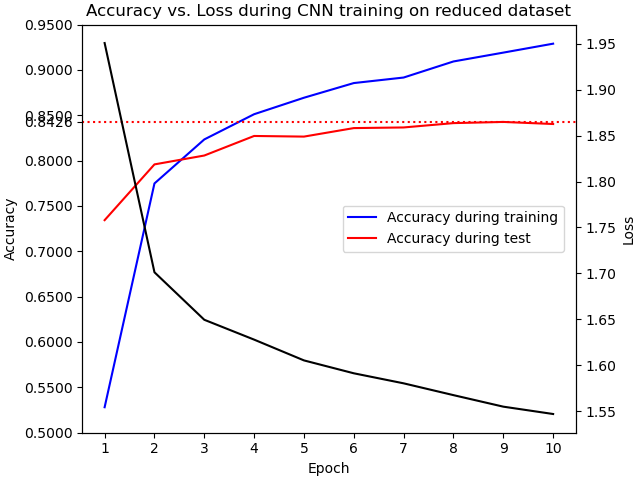 Accuracy vs. Loss during CNN training on reduced dataset
0.9500
0.9000
0.8500
0.8426
0.8000
0.7500
0.7000
0.6500
0.6000
0.5500
0.5000
Accuracy
1.95
1.90
1.85
1.80
1.75
1.70
1.65
1.60
1.55
Loss
Accuracy during training
Accuracy during test
1 2 3 4 5 6 7 8 9 10
Epoch